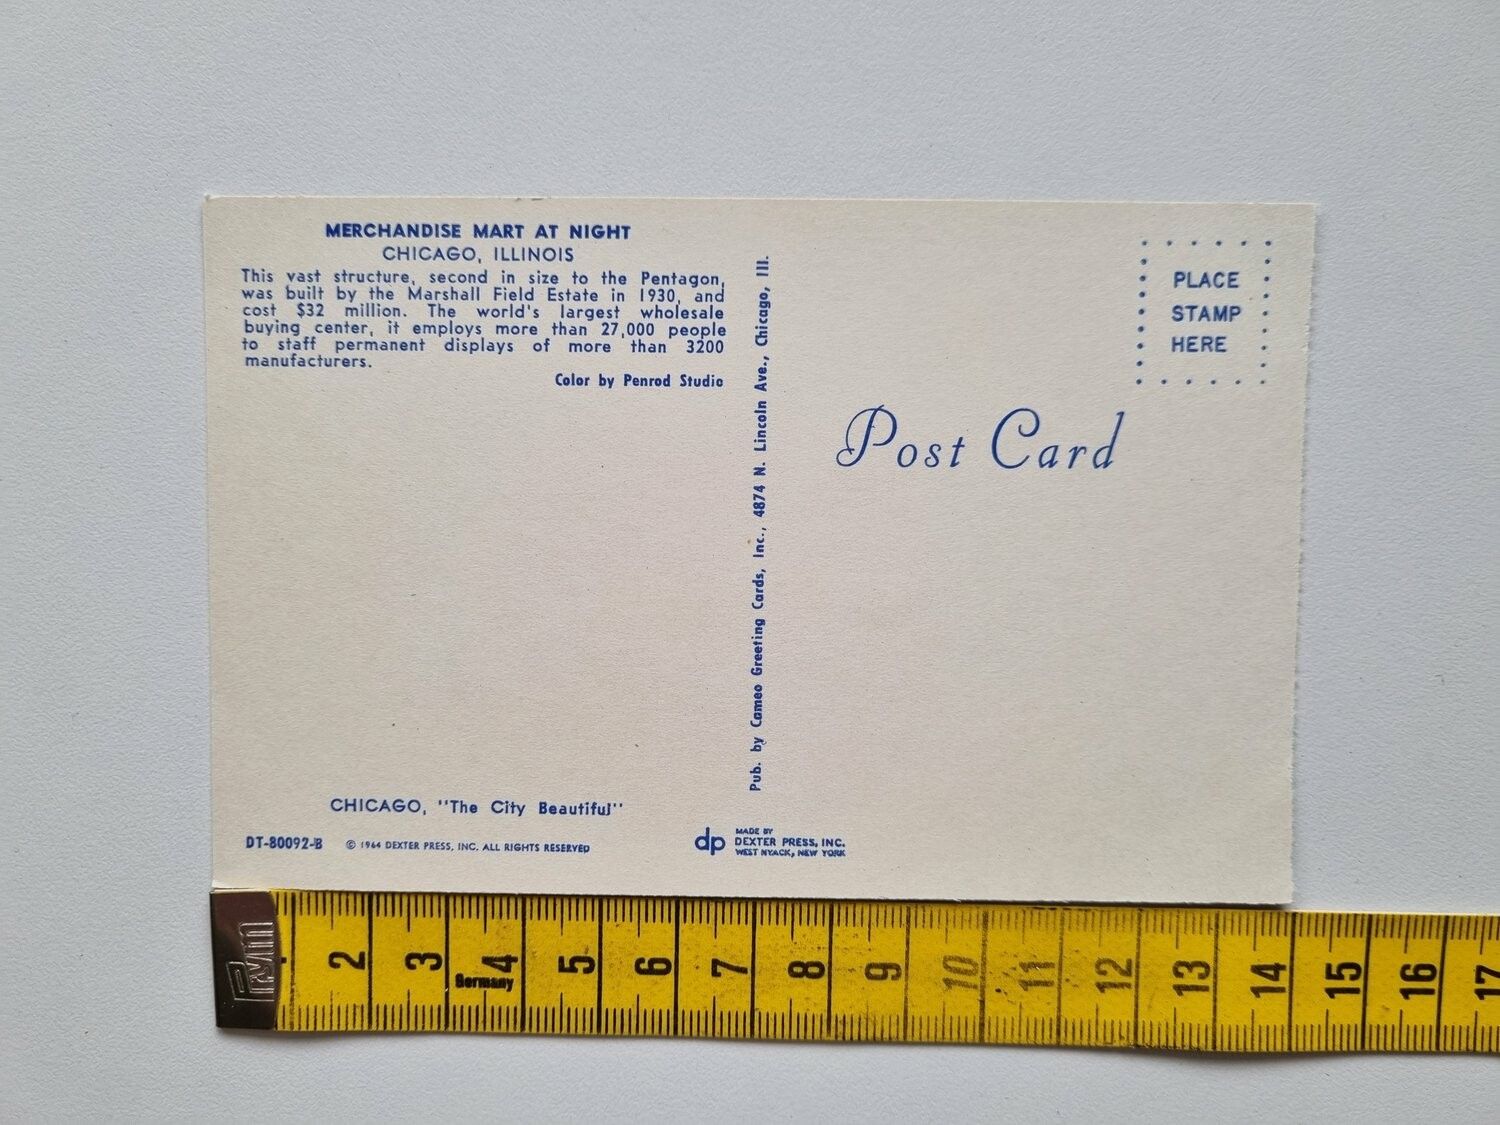 MERCHANDISE MART AT NIGHT
CHICAGO, ILLINOIS
This vast structure, second in size to the Pentagon,
was built by the Marshall Field Estate in 1930, and
cost $32 million. The world's largest wholesale
buying center, it employs more than 27,000 people
to staff permanent displays of more than 3200
manufacturers.
Color by Penrod Studio
CHICAGO, "The City Beautiful"
DT-80092-B © 1964 DEXTER PRESS, INC. ALL RIGHTS RESERVED
Pub. by Cameo Greeting Cards, Inc., 4874 N. Lincoln Ave., Chicago, Ill.
dp
MADE BY
DEXTER PRESS, INC.
WEST NYACK, NEW YORK
PLACE
STAMP
HERE
Post Card
Prym
2 3 4 5 6 7 8 9 10 11 12 13 14 15 16 17
Germany